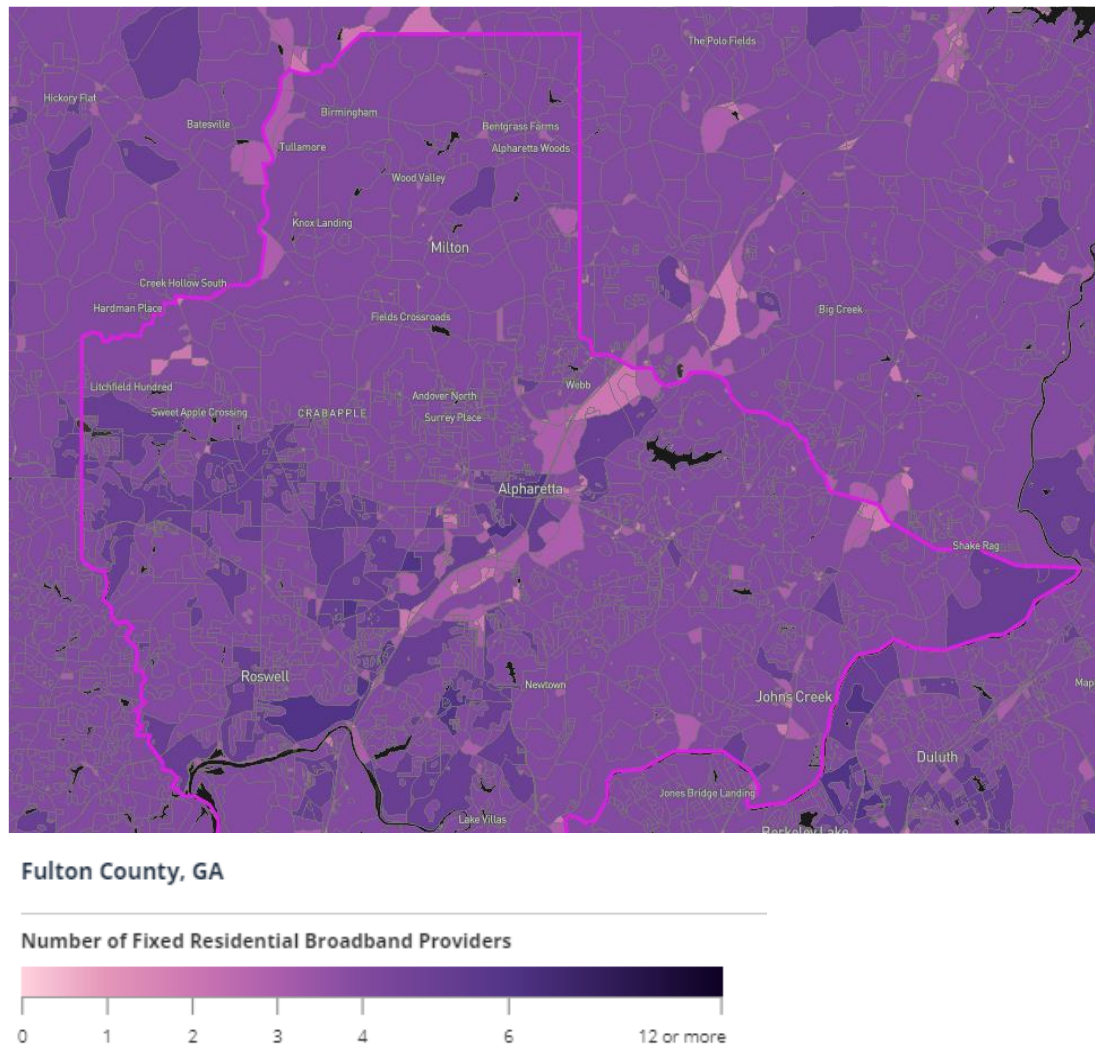 The Polo Fields
Hickory Flat
Birmingham
Batesville
Bentgrass Farms
Tullamore
Alpharetta Woods
Wood Valley
Knox Landing
Milton
Creek Hollow South
Hardman Place
Big Creek
Fields Crossroads
Webb
Litchfield Hundred
Andover North
Sweet Apple Crossing
CRABAPPLE
Surrey Place
Alpharetta
Shake Rag
Roswell
Newtown
Map
Johns Creek
Duluth
Jones Bridge Landing
Lake Villas
Berkeley Lake
Fulton County, GA
Number of Fixed Residential Broadband Providers
0 1 2 3 4 6 12 or more